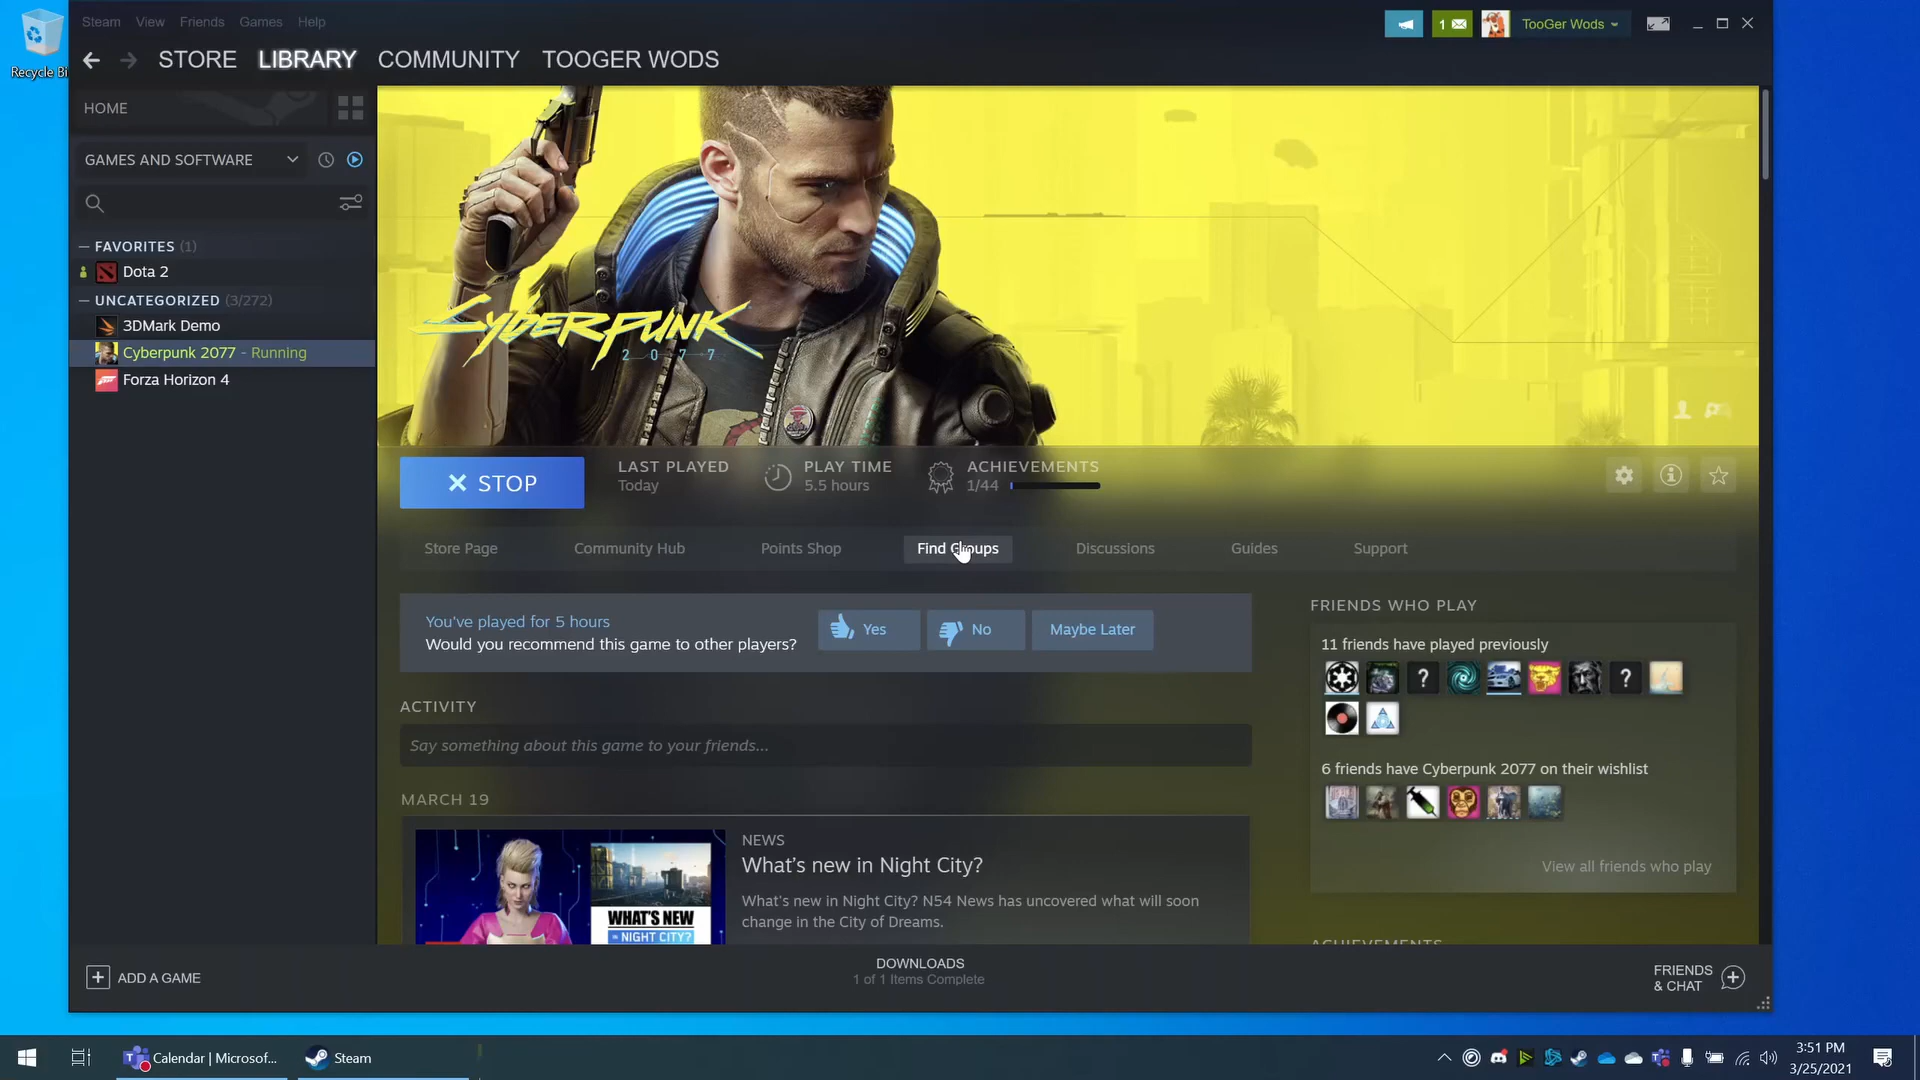 Recycle Bi
Steam View Friends Games Help
1
TooGer Wods
STORE LIBRARY COMMUNITY TOOGER WODS
HOME
GAMES AND SOFTWARE
FAVORITES (1)
Dota 2
UNCATEGORIZED (3/272)
3DMark Demo
Cyberpunk 2077 - Running
Forza Horizon 4
CYBERPUNK
2077
STOP
LAST PLAYED
Today
PLAY TIME
5.5 hours
ACHIEVEMENTS
1/44
Store Page Community Hub Points Shop Find Groups Discussions Guides Support
You've played for 5 hours
Would you recommend this game to other players?
Yes No Maybe Later
ACTIVITY
Say something about this game to your friends...
MARCH 19
WHAT'S NEW
IN NIGHT CITY?
NEWS
What's new in Night City?
What's new in Night City? N54 News has uncovered what will soon
change in the City of Dreams.
FRIENDS WHO PLAY
11 friends have played previously
? ?
6 friends have Cyberpunk 2077 on their wishlist
View all friends who play
ACHIEVEMENTS
ADD A GAME
DOWNLOADS
1 of 1 Items Complete
FRIENDS
& CHAT
Calendar | Microsof...
Steam
3:51 PM
3/25/2021